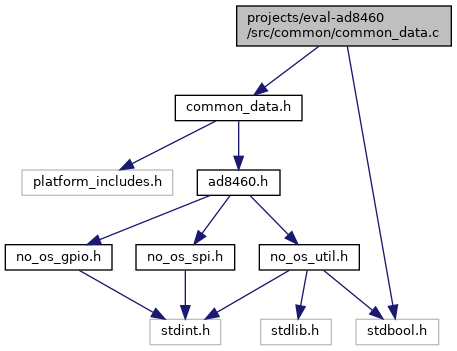 projects/eval-ad8460
/src/common/common_data.c
common_data.h
platform_includes.h
ad8460.h
no_os_gpio.h
no_os_spi.h
no_os_util.h
stdint.h
stdlib.h
stdbool.h